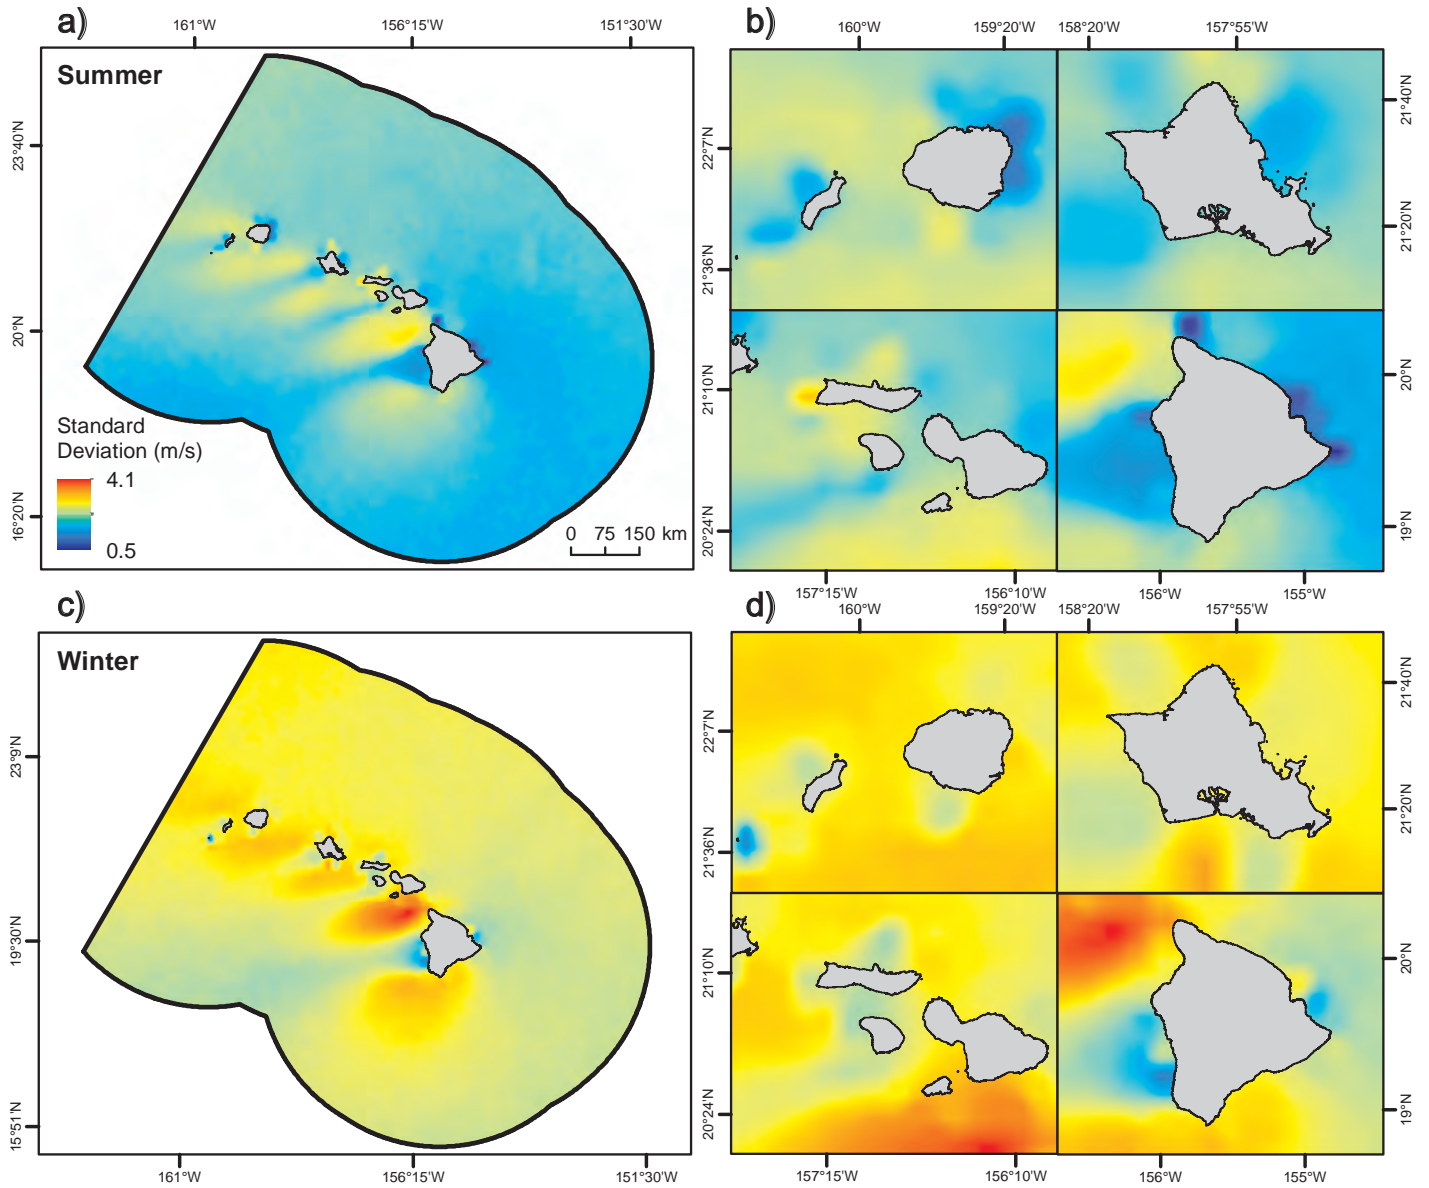 a)
161°W 156°15'W 151°30'W
Summer
23°40'N
20°N
16°20'N
Standard
Deviation (m/s)
4.1
0.5
0 75 150 km
b)
160°W 159°20'W 158°20'W 157°55'W
22°7'N
21°36'N
21°40'N
21°20'N
21°10'N
20°24'N
20°N
19°N
157°15'W 156°10'W 156°W 155°W
c)
Winter
23°9'N
19°30'N
15°51'N
161°W 156°15'W 151°30'W
d)
160°W 159°20'W 158°20'W 157°55'W
22°7'N
21°36'N
21°40'N
21°20'N
21°10'N
20°24'N
20°N
19°N
157°15'W 156°10'W 156°W 155°W